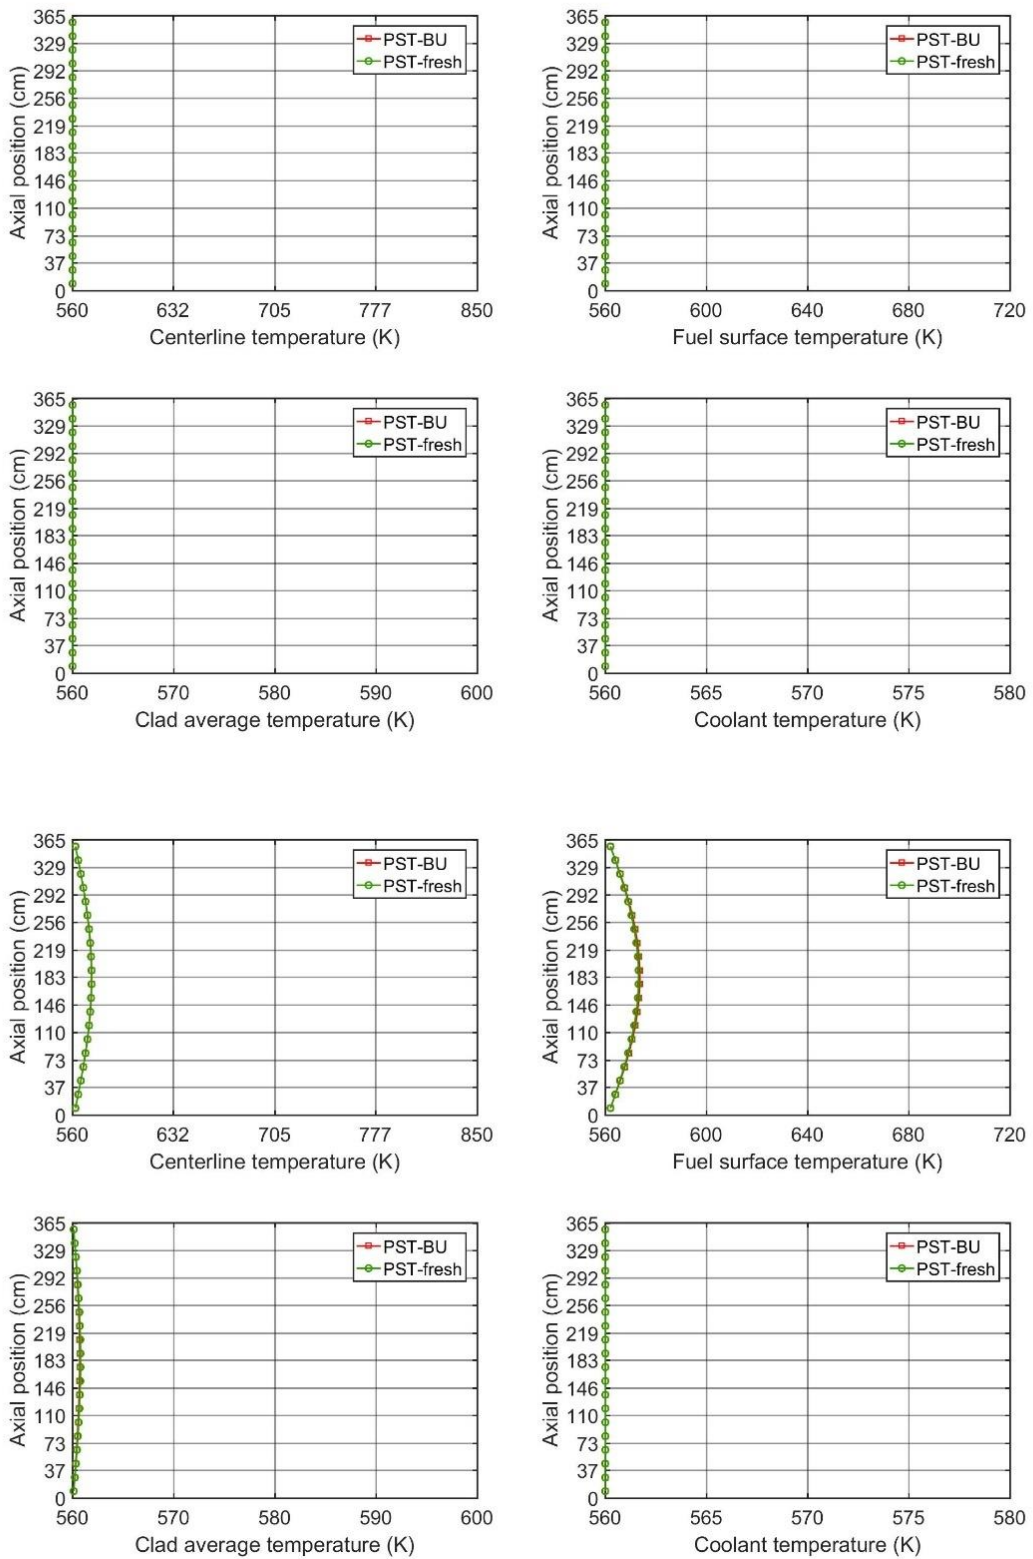 365
329
292
256
219
183
146
110
73
37
0
Axial position (cm)
PST-BU
PST-fresh
560 632 705 777 850
Centerline temperature (K)
365
329
292
256
219
183
146
110
73
37
0
Axial position (cm)
PST-BU
PST-fresh
560 600 640 680 720
Fuel surface temperature (K)
365
329
292
256
219
183
146
110
73
37
0
Axial position (cm)
PST-BU
PST-fresh
560 570 580 590 600
Clad average temperature (K)
365
329
292
256
219
183
146
110
73
37
0
Axial position (cm)
PST-BU
PST-fresh
560 565 570 575 580
Coolant temperature (K)
365
329
292
256
219
183
146
110
73
37
0
Axial position (cm)
PST-BU
PST-fresh
560 632 705 777 850
Centerline temperature (K)
365
329
292
256
219
183
146
110
73
37
0
Axial position (cm)
PST-BU
PST-fresh
560 600 640 680 720
Fuel surface temperature (K)
365
329
292
256
219
183
146
110
73
37
0
Axial position (cm)
PST-BU
PST-fresh
560 570 580 590 600
Clad average temperature (K)
365
329
292
256
219
183
146
110
73
37
0
Axial position (cm)
PST-BU
PST-fresh
560 565 570 575 580
Coolant temperature (K)